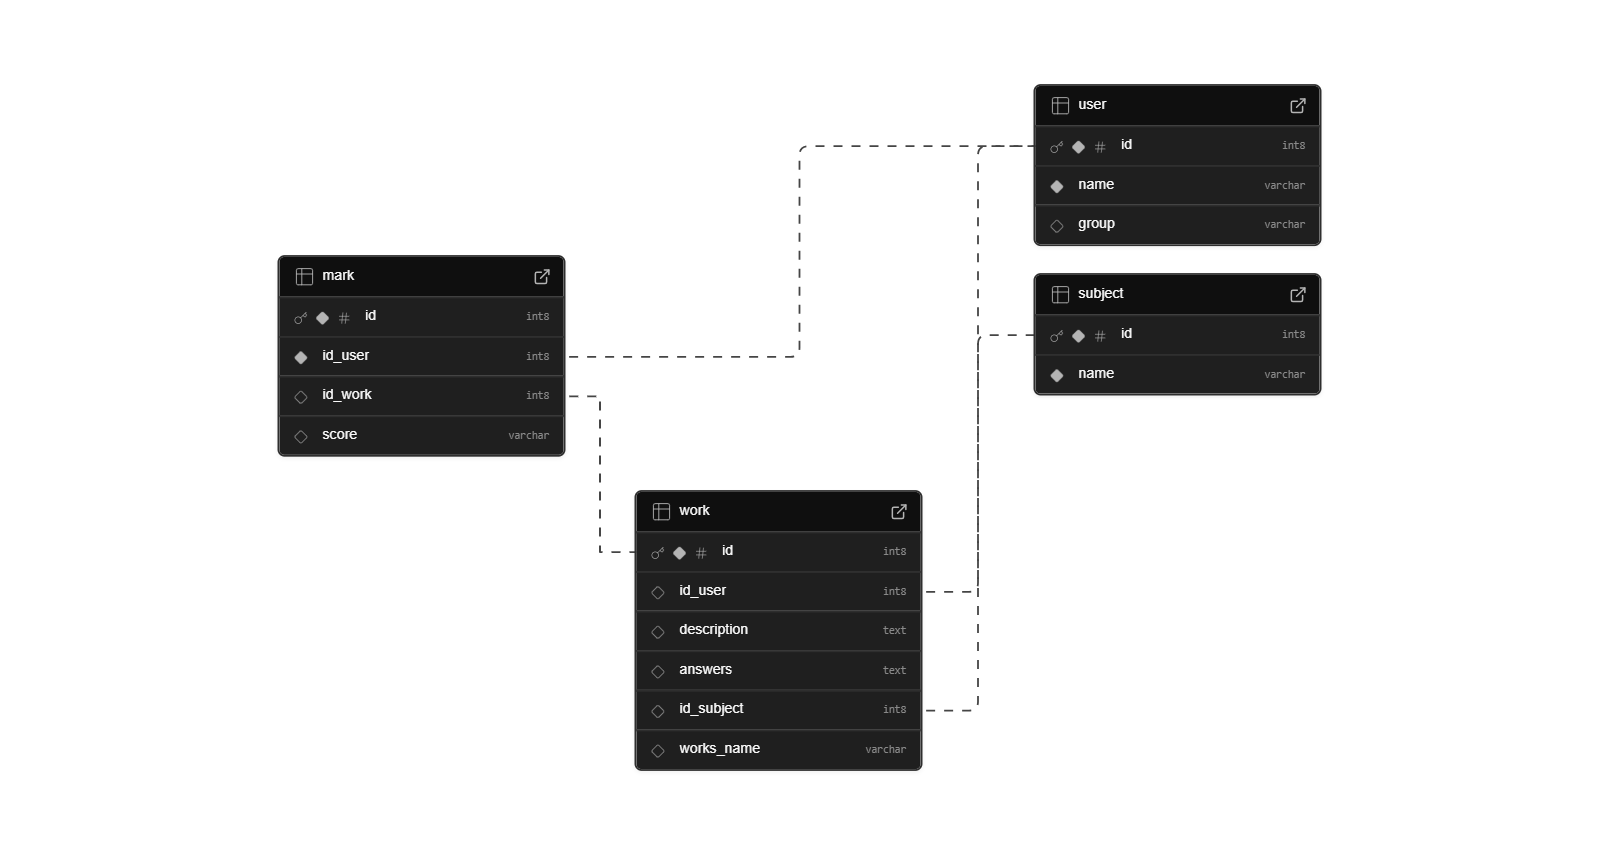 user
id int8
name varchar
group varchar
mark
id int8
id_user int8
id_work int8
score varchar
subject
id int8
name varchar
work
id int8
id_user int8
description text
answers text
id_subject int8
works_name varchar